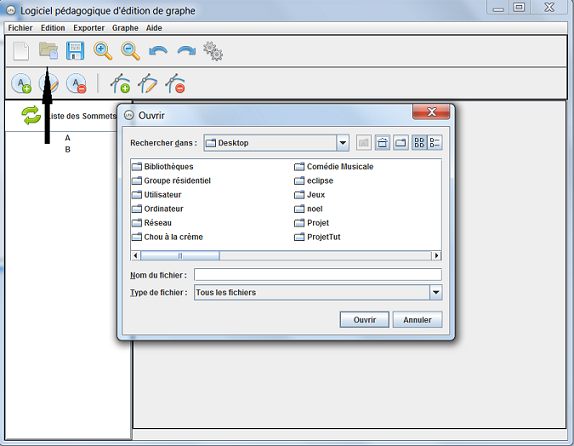 Logiciel pédagogique d'édition de graphe
Fichier Edition Exporter Graphe Aide
A A A
Liste des Sommets
A
B
Ouvrir
Rechercher dans : Desktop
Bibliothèques Comédie Musicale
Groupe résidentiel eclipse
Utilisateur Jeux
Ordinateur noel
Réseau Projet
Chou à la crème ProjetTut
Nom du fichier :
Type de fichier : Tous les fichiers
Ouvrir Annuler